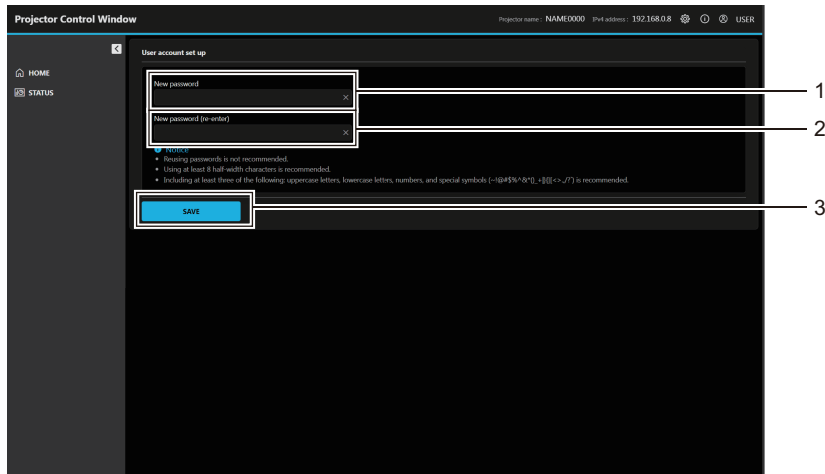 Projector Control Window
Projector name : NAME0000 IPv4 address : 192.168.0.8 USER
User account set up
HOME
STATUS
New password
1
New password (re-enter)
2
Notice
• Reusing passwords is not recommended.
• Using at least 8 half-width characters is recommended.
• Including at least three of the following: uppercase letters, lowercase letters, numbers, and special symbols is recommended.
SAVE
3